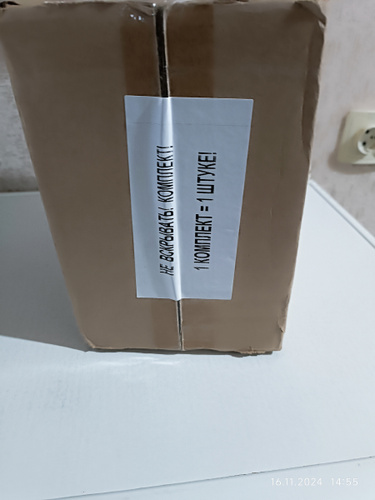 НЕ ВСКРЫВАТЬ! КОМПЛЕКТ!
1 КОМПЛЕКТ = 1 ШТУКЕ!
16.11.2024 14:55